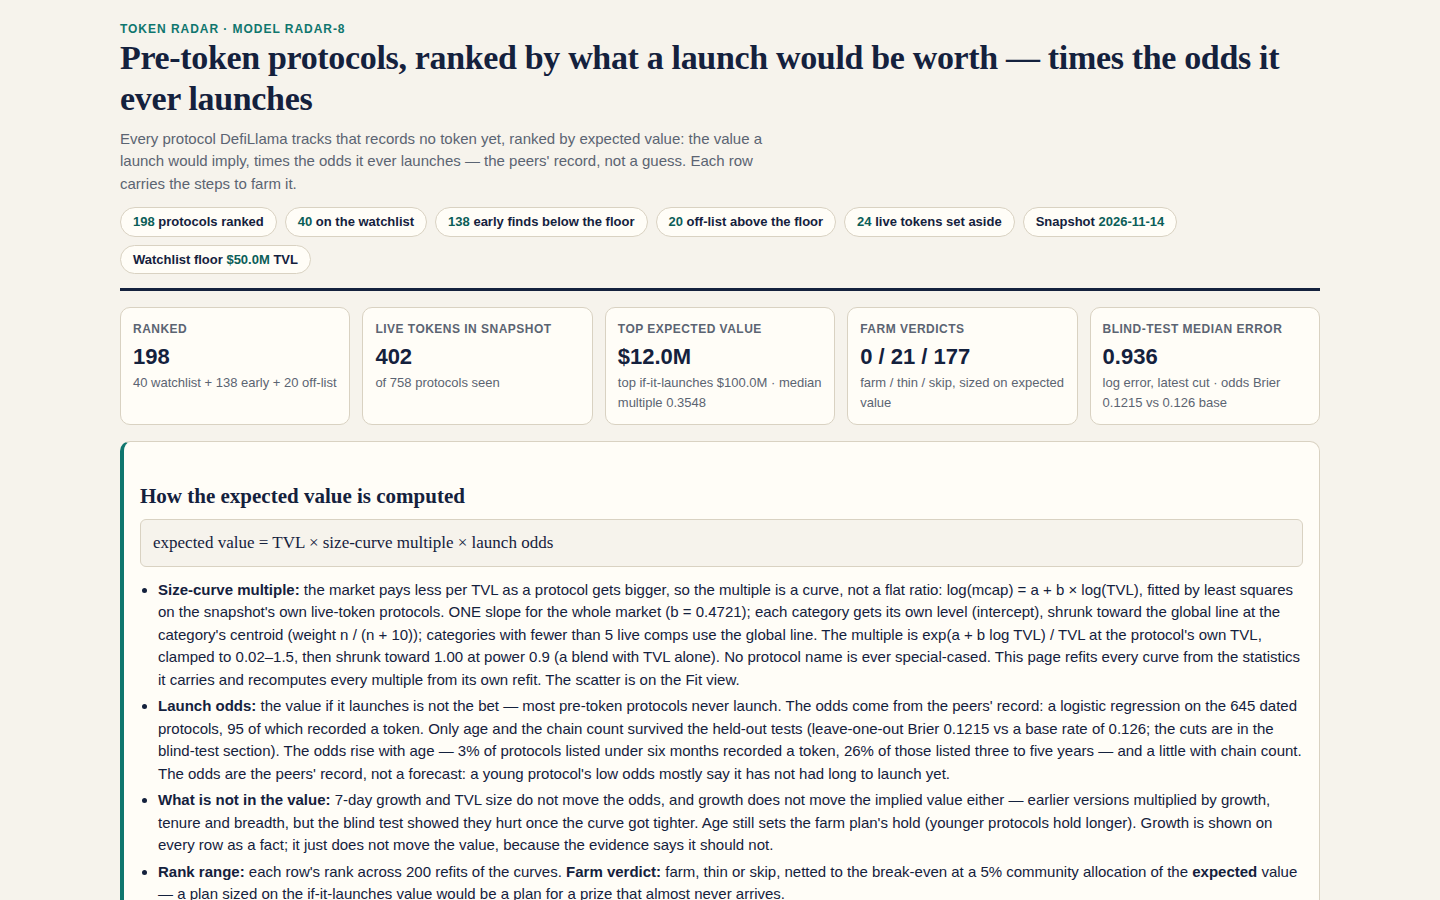 TOKEN RADAR · MODEL RADAR-8
Pre-token protocols, ranked by what a launch would be worth — times the odds it
ever launches
Every protocol DefiLlama tracks that records no token yet, ranked by expected value: the value a
launch would imply, times the odds it ever launches — the peers' record, not a guess. Each row
carries the steps to farm it.
198 protocols ranked
40 on the watchlist
138 early finds below the floor
20 off-list above the floor
24 live tokens set aside
Snapshot 2026-11-14
Watchlist floor $50.0M TVL
RANKED
198
40 watchlist + 138 early + 20 off-list
LIVE TOKENS IN SNAPSHOT
402
of 758 protocols seen
TOP EXPECTED VALUE
$12.0M
top if-it-launches $100.0M · median
multiple 0.3548
FARM VERDICTS
0 / 21 / 177
farm / thin / skip, sized on expected
value
BLIND-TEST MEDIAN ERROR
0.936
log error, latest cut · odds Brier
0.1215 vs 0.126 base
How the expected value is computed
expected value = TVL × size-curve multiple × launch odds
• Size-curve multiple: the market pays less per TVL as a protocol gets bigger, so the multiple is a curve, not a flat ratio: log(mcap) = a + b × log(TVL), fitted by least squares
on the snapshot's own live-token protocols. ONE slope for the whole market (b = 0.4721); each category gets its own level (intercept), shrunk toward the global line at the
category's centroid (weight n / (n + 10)); categories with fewer than 5 live comps use the global line. The multiple is exp(a + b log TVL) / TVL at the protocol's own TVL,
clamped to 0.02–1.5, then shrunk toward 1.00 at power 0.9 (a blend with TVL alone). No protocol name is ever special-cased. This page refits every curve from the statistics
it carries and recomputes every multiple from its own refit. The scatter is on the Fit view.
• Launch odds: the value if it launches is not the bet — most pre-token protocols never launch. The odds come from the peers' record: a logistic regression on the 645 dated
protocols, 95 of which recorded a token. Only age and the chain count survived the held-out tests (leave-one-out Brier 0.1215 vs a base rate of 0.126; the cuts are in the
blind-test section). The odds rise with age — 3% of protocols listed under six months recorded a token, 26% of those listed three to five years — and a little with chain count.
The odds are the peers' record, not a forecast: a young protocol's low odds mostly say it has not had long to launch yet.
• What is not in the value: 7-day growth and TVL size do not move the odds, and growth does not move the implied value either — earlier versions multiplied by growth,
tenure and breadth, but the blind test showed they hurt once the curve got tighter. Age still sets the farm plan's hold (younger protocols hold longer). Growth is shown on
every row as a fact; it just does not move the value, because the evidence says it should not.
• Rank range: each row's rank across 200 refits of the curves. Farm verdict: farm, thin or skip, netted to the break-even at a 5% community allocation of the expected value
— a plan sized on the if-it-launches value would be a plan for a prize that almost never arrives.